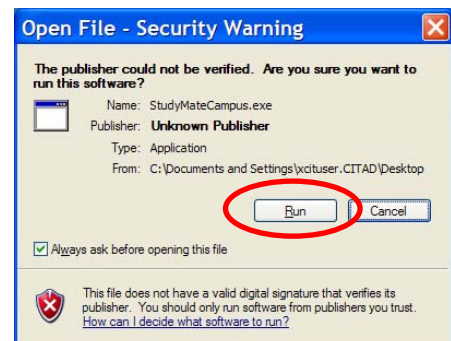 Open File - Security Warning
The publisher could not be verified. Are you sure you want to
run this software?
Name: StudyMateCampus.exe
Publisher: Unknown Publisher
Type: Application
From: C:\Documents and Settings\xcituser.CITAD\Desktop
Run Cancel
Always ask before opening this file
This file does not have a valid digital signature that verifies its
publisher. You should only run software from publishers you trust.
How can I decide what software to run?